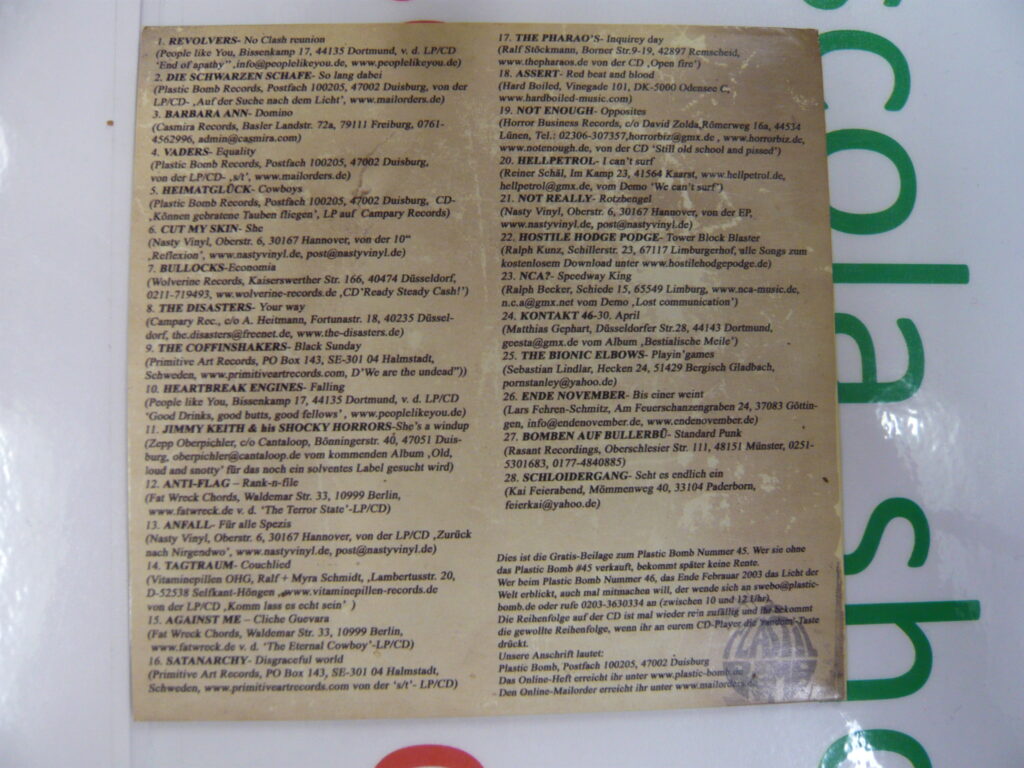 1. REVOLVERS- No Clash reunion
(People like You, Bissenkamp 17, 44135 Dortmund, v. d. LP/CD
'End of apathy" ,info@peoplelikeyou.de, www.peoplelikeyou.de)
2. DIE SCHWARZEN SCHAFE- So lang dabei
(Plastic Bomb Records, Postfach 100205, 47002 Duisburg, von der
LP/CD- ‚Auf der Suche nach dem Licht', www.mailorders.de)
3. BARBARA ANN- Domino
(Casmira Records, Basler Landstr. 72a, 79111 Freiburg, 0761-
4562996, admin@casmira.com)
4. VADERS- Equality
(Plastic Bomb Records, Postfach 100205, 47002 Duisburg,
von der LP/CD- ‚s/t', www.mailorders.de)
5. HEIMATGLÜCK- Cowboys
(Plastic Bomb Records, Postfach 100205, 47002 Duisburg, CD-
‚Können gebratene Tauben fliegen', LP auf Campary Records)
6. CUT MY SKIN- She
(Nasty Vinyl, Oberstr. 6, 30167 Hannover, von der 10"
‚Reflexion', www.nastyvinyl.de, post@nastyvinyl.de)
7. BULLOCKS-Economia
(Wolverine Records, Kaiserswerther Str. 166, 40474 Düsseldorf,
0211-719493, ww.wolverine-records.de ,CD'Ready Steady Cash!')
8. THE DISASTERS- Your way
(Campary Rec., c/o A. Heitmann, Fortunastr. 18, 40235 Düssel-
dorf, the.disasters@freenet.de, www.the-disasters.de)
9. THE COFFINSHAKERS- Black Sunday
(Primitive Art Records, PO Box 143, SE-301 04 Halmstadt,
Schweden, www.primitiveartrecords.com, D'We are the undead"))
10. HEARTBREAK ENGINES- Falling
(People like You, Bissenkamp 17, 44135 Dortmund, v. d. LP/CD
'Good Drinks, good butts, good fellows' , www.peoplelikeyou.de)
11. JIMMY KEITH & his SHOCKY HORRORS-She's a windup
(Zepp Oberpichler, c/o Cantaloop, Bönningerstr. 40, 47051 Duis-
burg, oberpichler@cantaloop.de vom kommenden Album ‚Old,
loud and snotty' für das noch ein solventes Label gesucht wird)
12. ANTI-FLAG – Rank-n-file
(Fat Wreck Chords, Waldemar Str. 33, 10999 Berlin,
www.fatwreck.de v. d. 'The Terror State'-LP/CD)
13. ANFALL- Für alle Spezis
(Nasty Vinyl, Oberstr. 6, 30167 Hannover, von der LP/CD ‚Zurück
nach Nirgendwo', www.nastyvinyl.de, post@nastyvinyl.de)
14. TAGTRAUM- Couchlied
(Vitaminepillen OHG, Ralf + Myra Schmidt, ‚Lambertusstr. 20,
D-52538 Selfkant-Höngen , www.vitaminepillen-records.de
von der LP/CD ‚Komm lass es echt sein' )
15. AGAINST ME – Cliche Guevara
(Fat Wreck Chords, Waldemar Str. 33, 10999 Berlin,
www.fatwreck.de v. d. 'The Eternal Cowboy'-LP/CD)
16. SATANARCHY- Disgraceful world
(Primitive Art Records, PO Box 143, SE-301 04 Halmstadt,
Schweden, www.primitiveartrecords.com von der 's/t'- LP/CD)
17. THE PHARAO'S- Inquirey day
(Ralf Stöckmann, Borner Str.9-19, 42897 Remscheid,
www.thepharaos.de von der CD ‚Open fire')
18. ASSERT- Red beat and blood
(Hard Boiled, Vinegade 101, DK-5000 Odensee C,
www.hardboiled-music.com)
19. NOT ENOUGH- Opposites
(Horror Business Records, c/o David Zolda,Römerweg 16a, 44534
Lünen, Tel.: 02306-307357,horrorbiz@gmx.de , www.horrorbiz.de,
www.notenough.de, von der CD 'Still old school and pissed')
20. HELLPETROL- I can't surf
(Reiner Schäl, Im Kamp 23, 41564 Kaarst, www.hellpetrol.de,
hellpetrol@gmx.de, vom Demo 'We can't surf')
21. NOT REALLY- Rotzbengel
(Nasty Vinyl, Oberstr. 6, 30167 Hannover, von der EP,
www.nastyvinyl.de, post@nastyvinyl.de)
22. HOSTILE HODGE PODGE- Tower Block Blaster
(Ralph Kunz, Schillerstr. 23, 67117 Limburgerhof, alle Songs zum
kostenlosem Download unter www.hostilehodgepodge.de)
23. NCA?- Speedway King
(Ralph Becker, Schiede 15, 65549 Limburg, www.nca-music.de,
n.c.a@gmx.net vom Demo ‚Lost communication')
24. KONTAKT 46-30. April
(Matthias Gephart, Düsseldorfer Str.28, 44143 Dortmund,
geesta@gmx.de vom Album ‚Bestialische Meile')
25. THE BIONIC ELBOWS- Playin'games
(Sebastian Lindlar, Hecken 24, 51429 Bergisch Gladbach,
pornstanley@yahoo.de)
26. ENDE NOVEMBER- Bis einer weint
(Lars Fehren-Schmitz, Am Feuerschanzengraben 24, 37083 Göttin-
gen, info@endenovember.de, www.endenovember.de)
27. BOMBEN AUF BULLERBÜ- Standard Punk
(Rasant Recordings, Oberschlesier Str. 111, 48151 Münster, 0251-
5301683, 0177-4840885)
28. SCHLOIDERGANG- Seht es endlich ein
(Kai Feierabend, Mömmenweg 40, 33104 Paderborn,
feierkai@yahoo.de)
Dies ist die Gratis-Beilage zum Plastic Bomb Nummer 45. Wer sie ohne
das Plastic Bomb #45 verkauft, bekommt später keine Rente.
Wer beim Plastic Bomb Nummer 46, das Ende Febrauar 2003 das Licht der
Welt erblickt, auch mal mitmachen will, der wende sich an swebo@plastic-
bomb.de oder rufe 0203-3630334 an (zwischen 10 und 12 Uhr).
Die Reihenfolge auf der CD ist mal wieder rein zufällig und ihr bekommt
die gewollte Reihenfolge, wenn ihr an eurem CD-Player die 'random'-Taste
drückt.
Unsere Anschrift lautet:
Plastic Bomb, Postfach 100205, 47002 Duisburg
Das Online-Heft erreicht ihr unter www.plastic-bomb.de
Den Online-Mailorder erreicht ihr unter www.mailorders.de